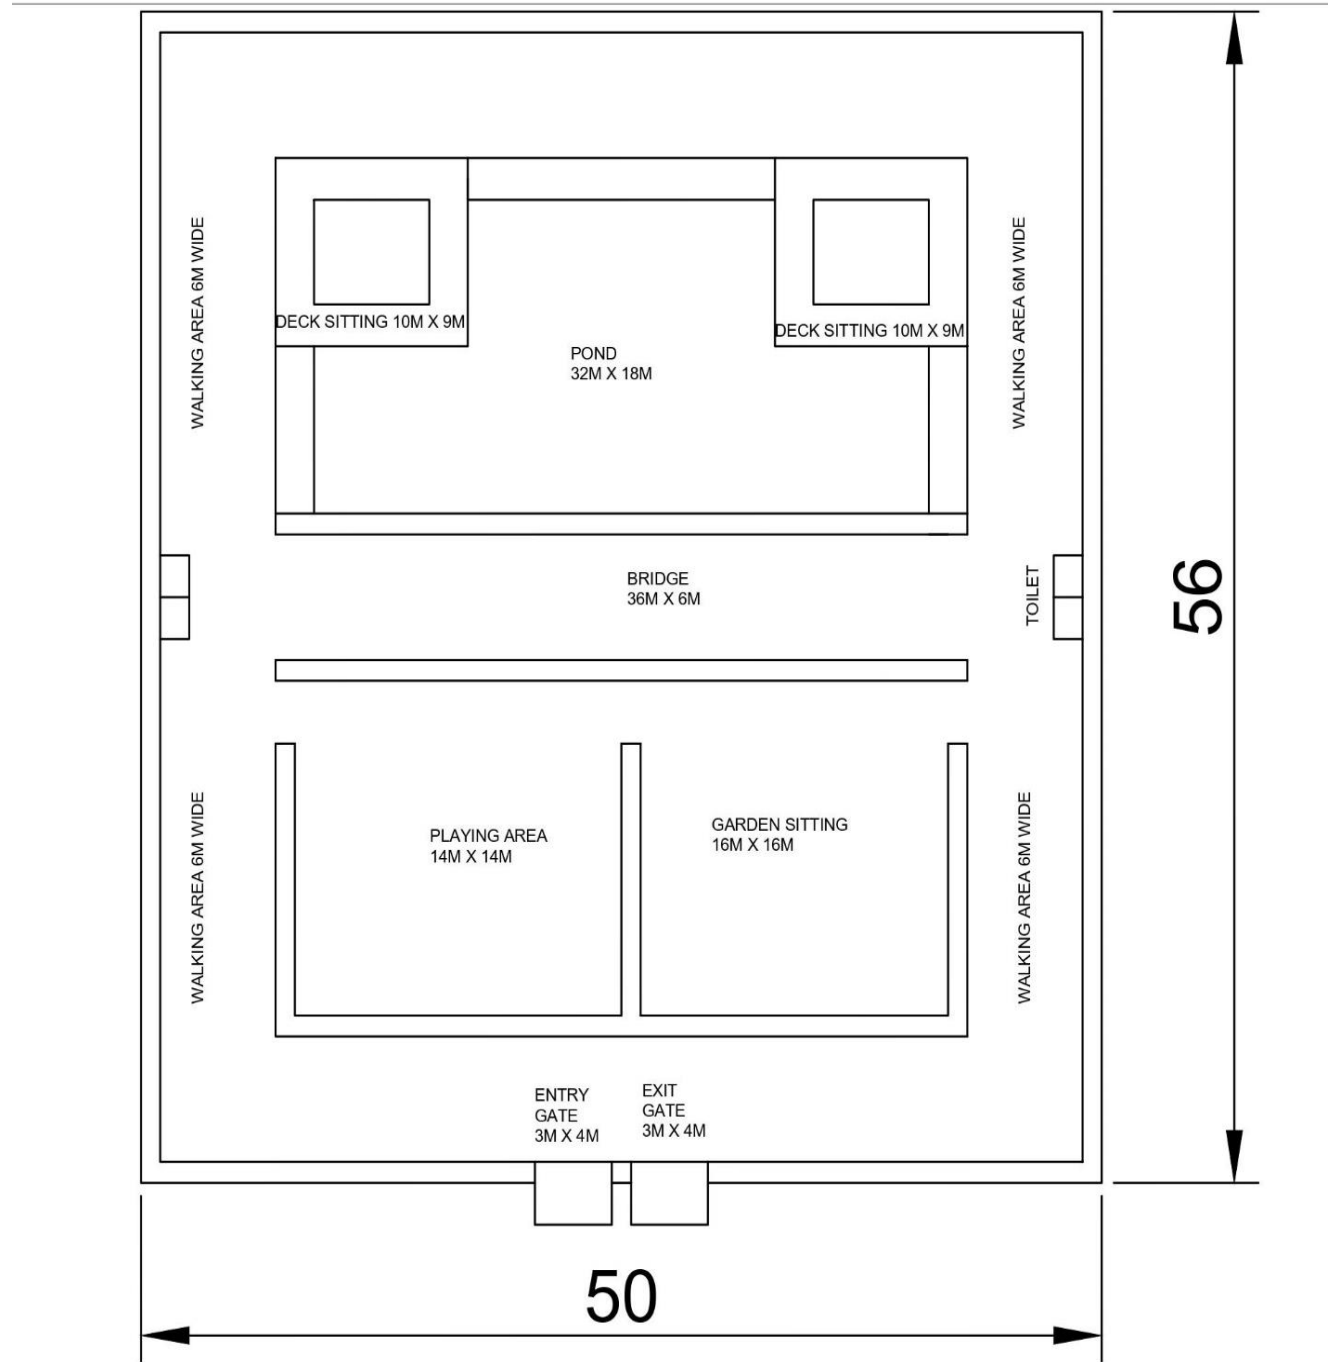 WALKING AREA 6M WIDE
WALKING AREA 6M WIDE
DECK SITTING 10M X 9M
DECK SITTING 10M X 9M
POND
32M X 18M
BRIDGE
36M X 6M
TOILET
56
PLAYING AREA
14M X 14M
GARDEN SITTING
16M X 16M
WALKING AREA 6M WIDE
WALKING AREA 6M WIDE
ENTRY
GATE
3M X 4M
EXIT
GATE
3M X 4M
50